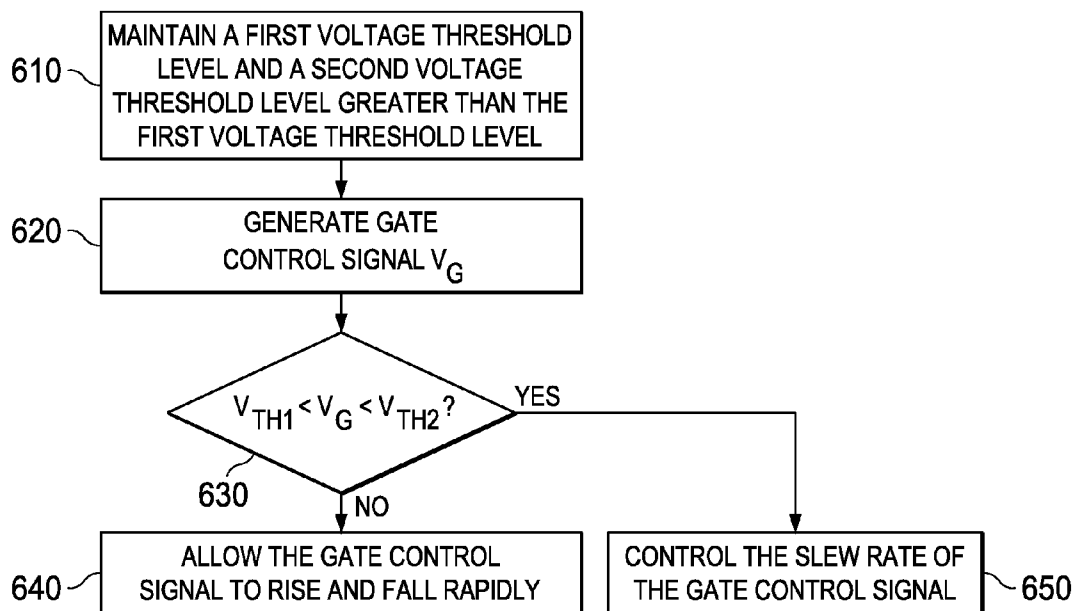 610
MAINTAIN A FIRST VOLTAGE THRESHOLD
LEVEL AND A SECOND VOLTAGE
THRESHOLD LEVEL GREATER THAN THE
FIRST VOLTAGE THRESHOLD LEVEL
620
GENERATE GATE
CONTROL SIGNAL VG
VTH1 < VG < VTH2 ?
YES
630
NO
640
ALLOW THE GATE CONTROL
SIGNAL TO RISE AND FALL RAPIDLY
CONTROL THE SLEW RATE OF
THE GATE CONTROL SIGNAL
650